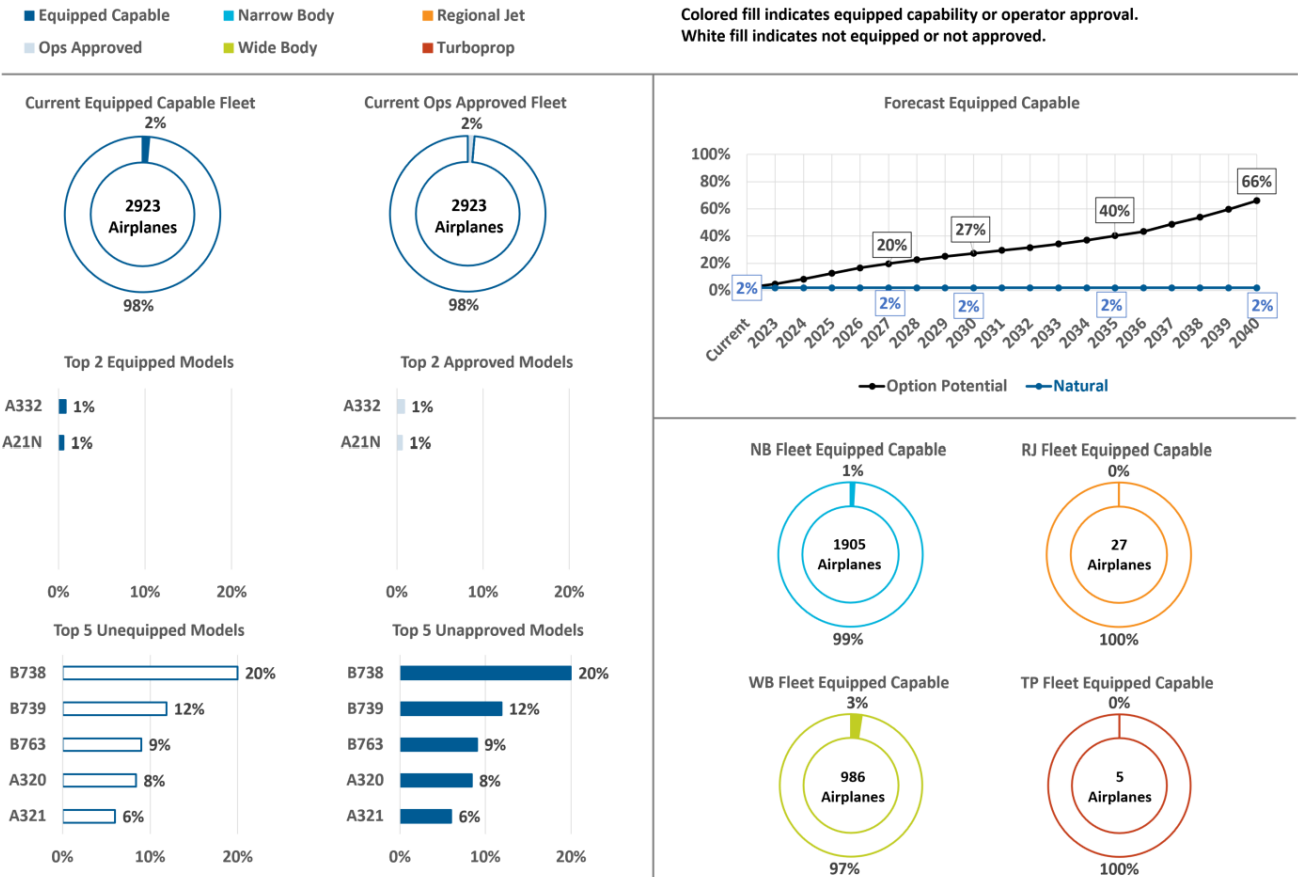 Equipped Capable
Narrow Body
Regional Jet
Ops Approved
Wide Body
Turboprop
Colored fill indicates equipped capability or operator approval.
White fill indicates not equipped or not approved.
Current Equipped Capable Fleet
2%
2923
Airplanes
98%
Current Ops Approved Fleet
2%
2923
Airplanes
98%
Top 2 Equipped Models
A332
1%
A21N
1%
0%
10%
20%
Top 2 Approved Models
A332
1%
A21N
1%
0%
10%
20%
Top 5 Unequipped Models
B738
20%
B739
12%
B763
9%
A320
8%
A321
6%
0%
10%
20%
Top 5 Unapproved Models
B738
20%
B739
12%
B763
9%
A320
8%
A321
6%
0%
10%
20%
Forecast Equipped Capable
100%
80%
60%
40%
20%
0%
20%
27%
40%
66%
2%
2%
2%
2%
2%
Current
2023
2024
2025
2026
2027
2028
2029
2030
2031
2032
2033
2034
2035
2036
2037
2038
2039
2040
Option Potential
Natural
NB Fleet Equipped Capable
1%
1905
Airplanes
99%
RJ Fleet Equipped Capable
0%
27
Airplanes
100%
WB Fleet Equipped Capable
3%
986
Airplanes
97%
TP Fleet Equipped Capable
0%
5
Airplanes
100%